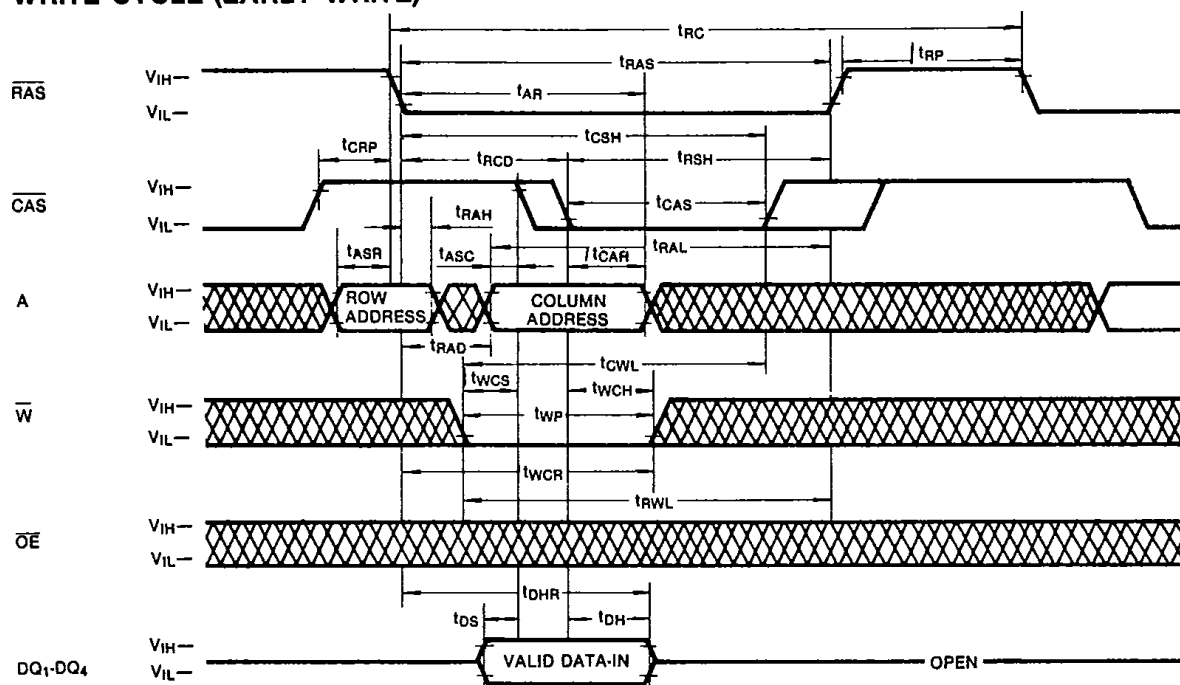 WRITE CYCLE (EARLY WRITE)
tRC
tRAS
tRP
tAR
RAS
VIH
VIL
tCSH
tCRP
tRCD
tRSH
CAS
VIH
VIL
tCAS
tRAH
tRAL
tASR
tASC
tCAH
A
VIH
VIL
ROW ADDRESS
COLUMN ADDRESS
tRAD
tCWL
tWCS
tWCH
W
VIH
VIL
tWP
tWCR
tRWL
OE
VIH
VIL
tDHR
tDS
tDH
DQ1-DQ4
VIH
VIL
VALID DATA-IN
OPEN